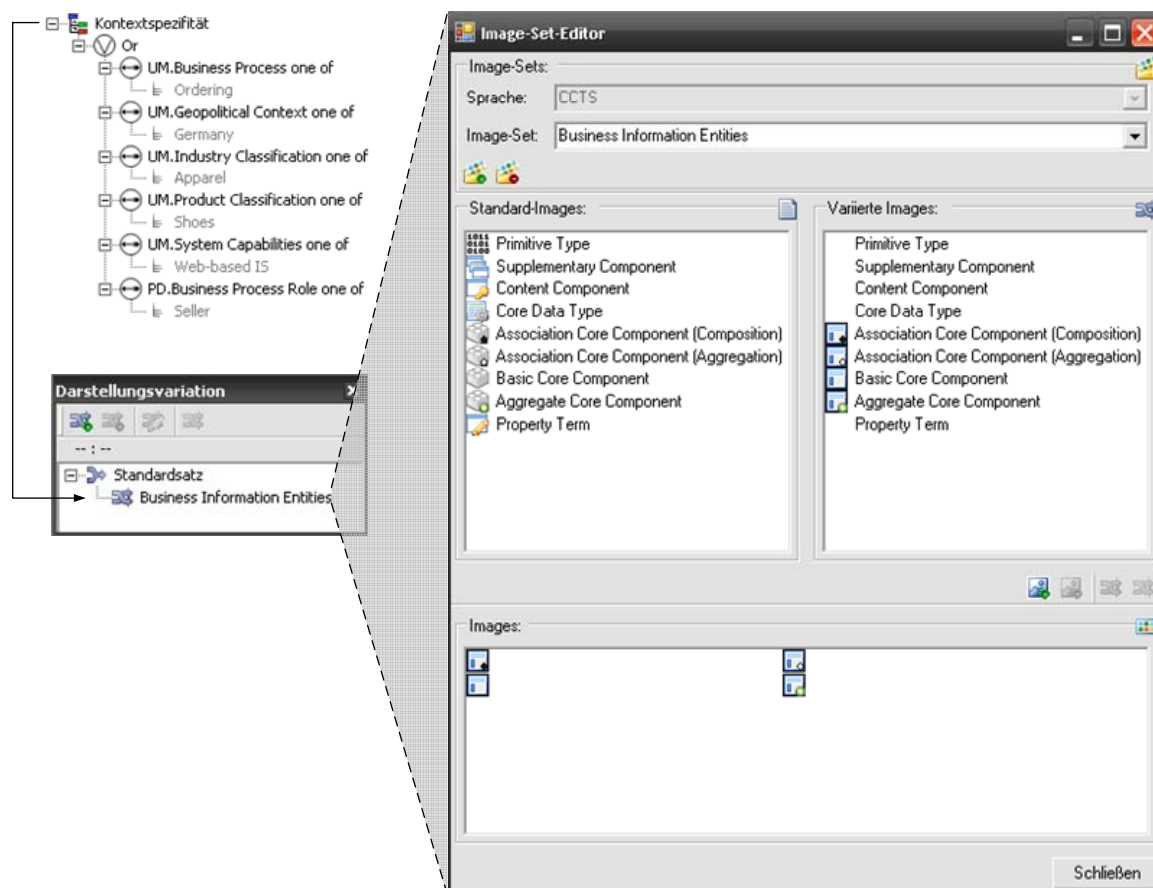 Kontextspezifität
Or
UM.Business Process one of
Ordering
UM.Geopolitical Context one of
Germany
UM.Industry Classification one of
Apparel
UM.Product Classification one of
Shoes
UM.System Capabilities one of
Web-based IS
PD.Business Process Role one of
Seller
Darstellungsvariation
-- : --
Standardsatz
Business Information Entities
Image-Set-Editor
Image-Sets:
Sprache: CCTS
Image-Set: Business Information Entities
Standard-Images:
1011
0101
0100
Primitive Type
Supplementary Component
Content Component
Core Data Type
Association Core Component (Composition)
Association Core Component (Aggregation)
Basic Core Component
Aggregate Core Component
Property Term
Variierte Images:
Primitive Type
Supplementary Component
Content Component
Core Data Type
Association Core Component (Composition)
Association Core Component (Aggregation)
Basic Core Component
Aggregate Core Component
Property Term
Images:
Schließen